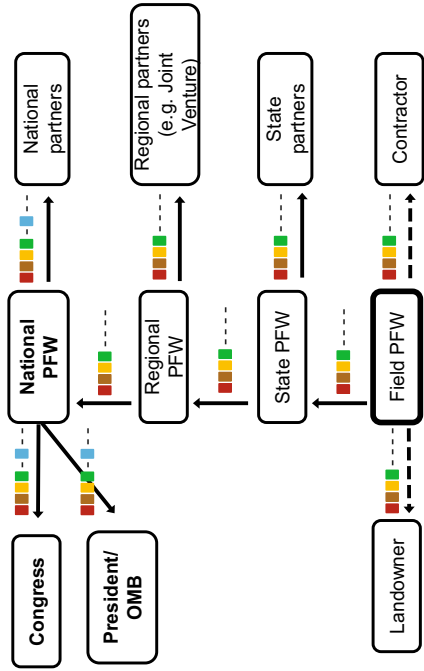 Congress
President/
OMB
Landowner
National
PFW
Regional
PFW
State PFW
Field PFW
National
partners
Regional partners
(e.g. Joint
Venture)
State
partners
Contractor